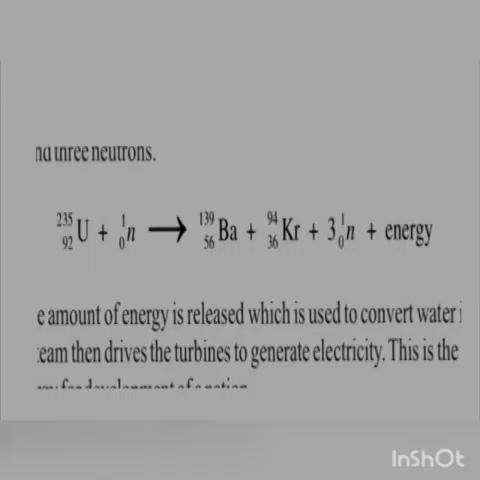 three neutrons.
²³⁵₉₂U + ¹₀n ⟶ ¹³⁹₅₆Ba + ⁹⁴₃₆Kr + 3¹₀n + energy
e amount of energy is released which is used to convert water
eam then drives the turbines to generate electricity. This is the
InShOt